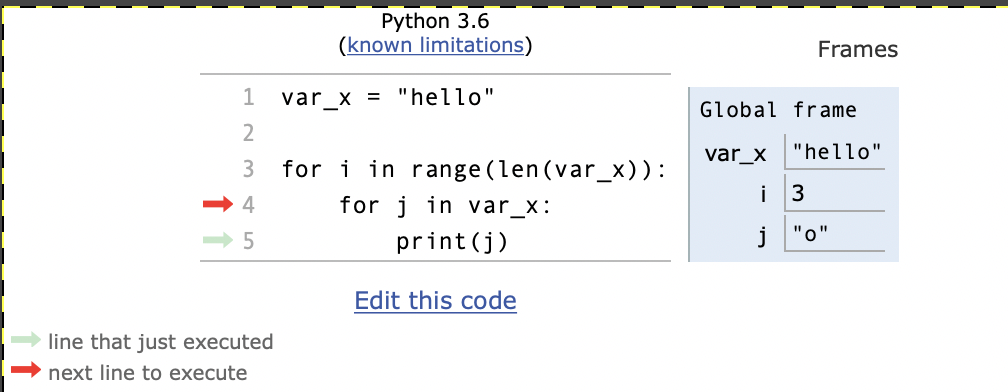 Python 3.6
(known limitations)
Frames
1 var_x = "hello"
2
3 for i in range(len(var_x)):
4     for j in var_x:
5         print(j)
Global frame
var_x "hello"
i 3
j "o"
Edit this code
line that just executed
next line to execute